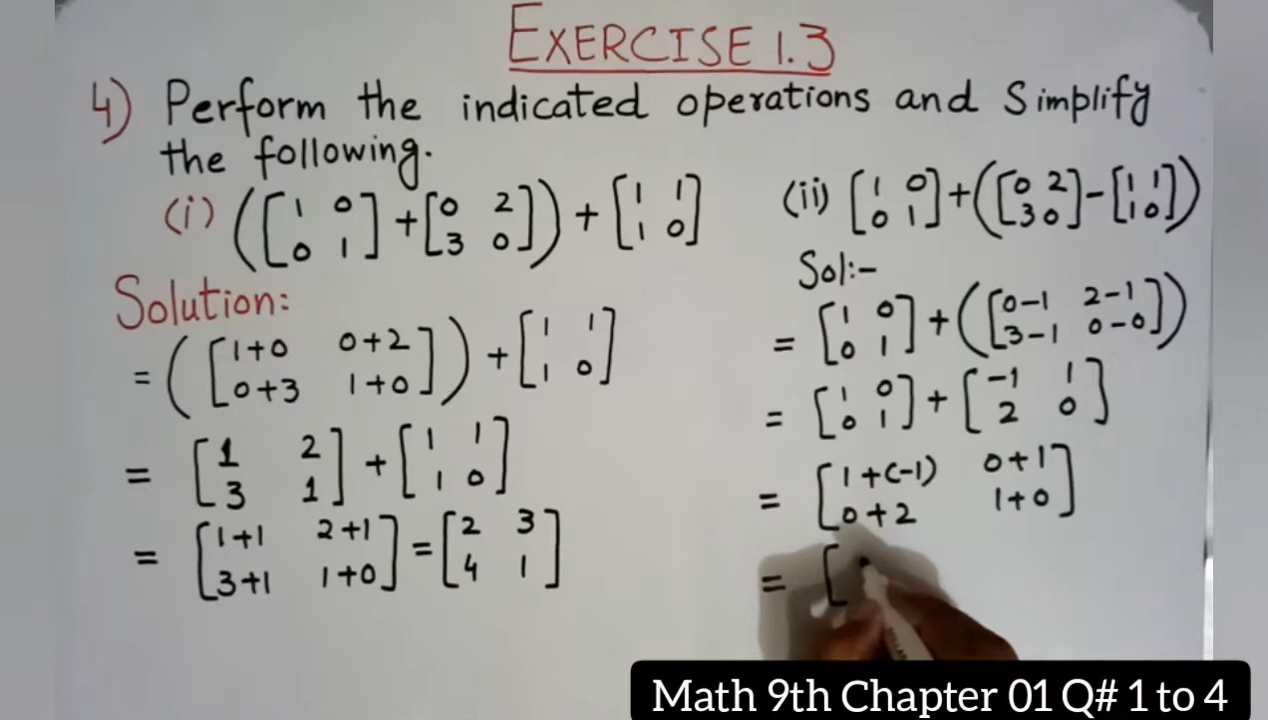 EXERCISE 1.3
4) Perform the indicated operations and Simplify
the following.
(i) ([1 0; 0 1] + [0 2; 3 0]) + [1 1; 1 0]
Solution:
= ([1+0 0+2; 0+3 1+0]) + [1 1; 1 0]
= [1 2; 3 1] + [1 1; 1 0]
= [1+1 2+1; 3+1 1+0] = [2 3; 4 1]
(ii) [1 0; 0 1] + ([0 2; 3 0] - [1 1; 1 0])
Sol:-
= [1 0; 0 1] + ([0-1 2-1; 3-1 0-0])
= [1 0; 0 1] + [-1 1; 2 0]
= [1+(-1) 0+1; 0+2 1+0]
= [
Math 9th Chapter 01 Q# 1 to 4